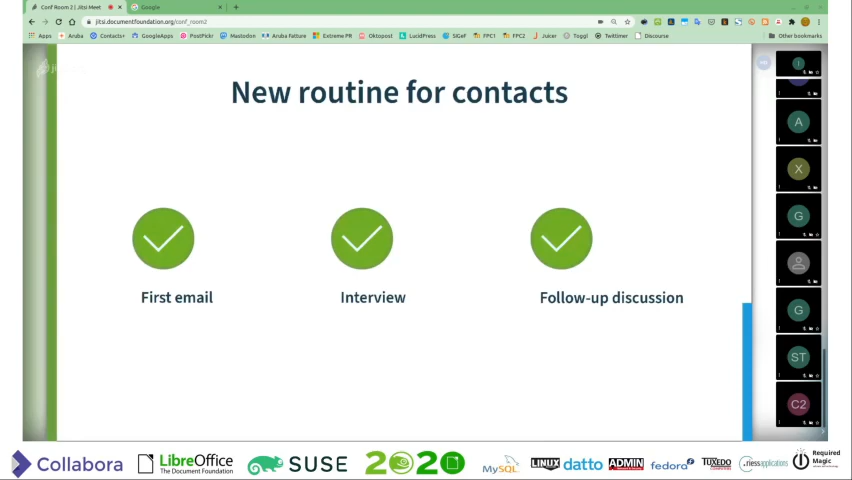 Conf Room 2 | Jitsi Meet
Google
jitsi.documentfoundation.org/conf_room2
Apps Aruba Contacts+ GoogleApps PostPickr Mastodon Aruba Fatture Extreme PR Oktopost LucidPress SIGeF FPC1 FPC2 Juicer Toggl Twittimer Discourse Other bookmarks
New routine for contacts
First email
Interview
Follow-up discussion
I
A
X
G
G
ST
C2
Collabora
LibreOffice
The Document Foundation
SUSE
2020
MySQL
LINUX
datto
ADMIN
fedora
TUXEDO
riessapplications
Required
Magic